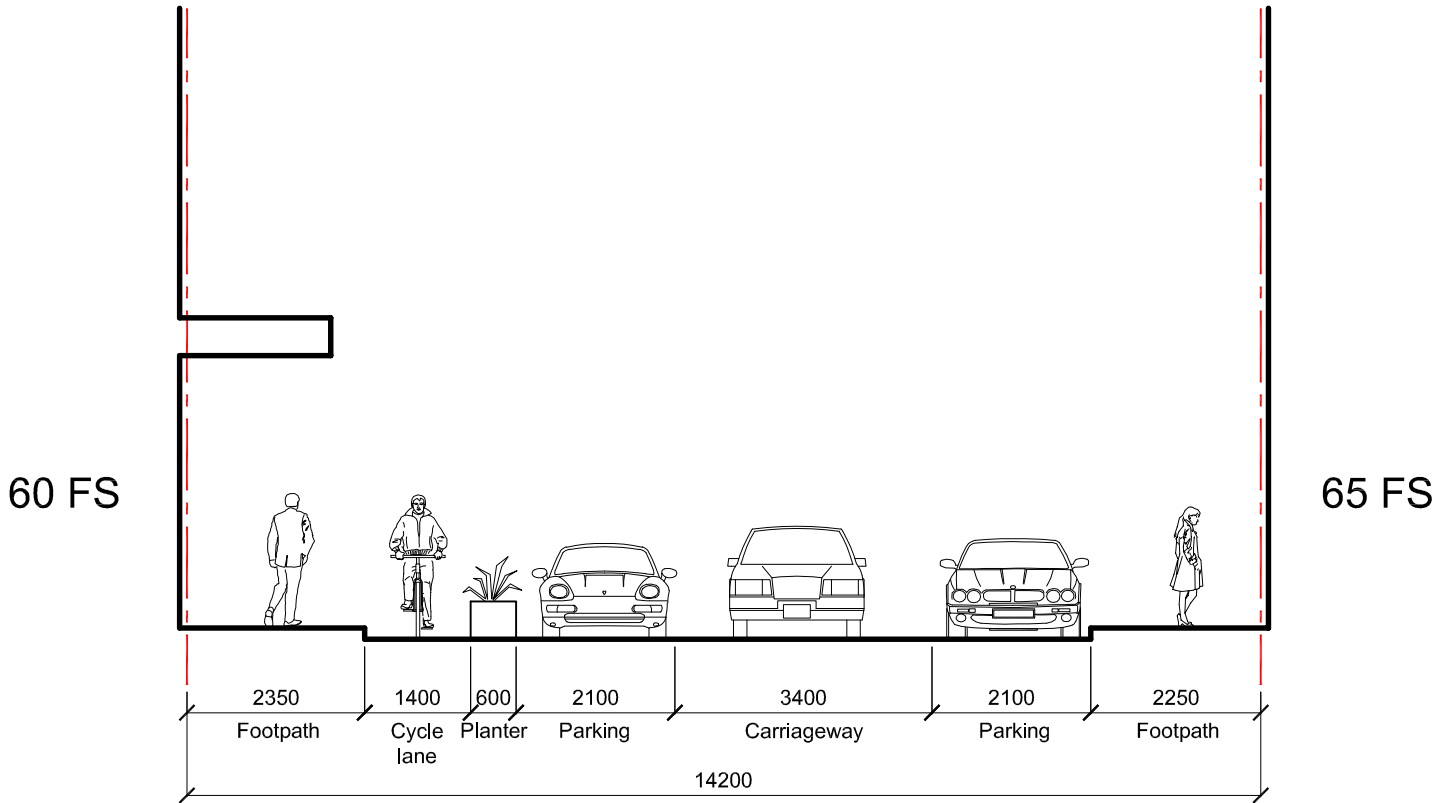 60 FS
65 FS
2350 1400 600 2100 3400 2100 2250
Footpath Cycle Planter Parking Carriageway Parking Footpath
lane
14200